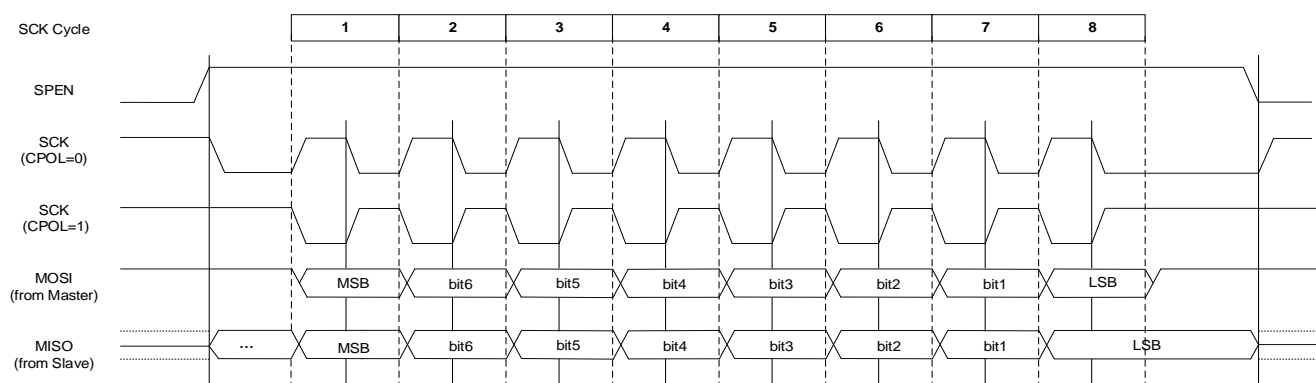 SCK Cycle 1 2 3 4 5 6 7 8
SPEN
SCK
(CPOL=0)
SCK
(CPOL=1)
MOSI
(from Master)
MSB bit6 bit5 bit4 bit3 bit2 bit1 LSB
MISO
(from Slave)
... MSB bit6 bit5 bit4 bit3 bit2 bit1 LSB